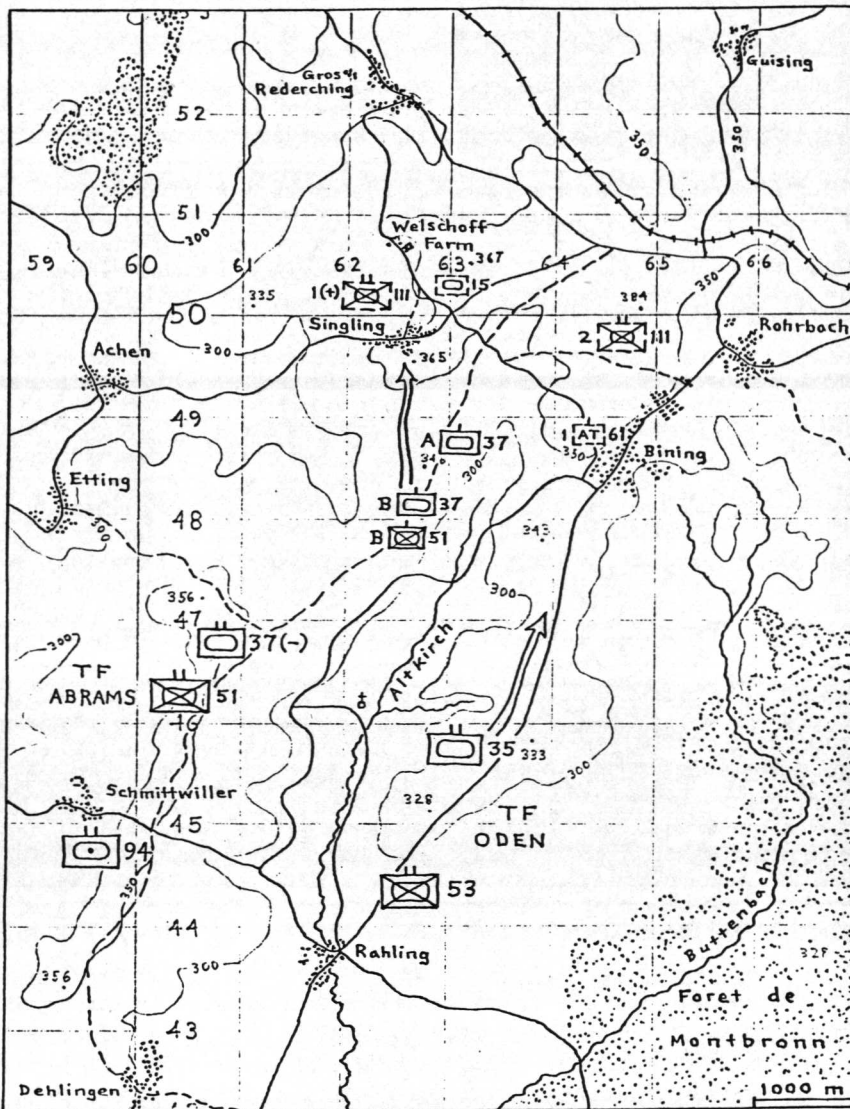 52
Gros
Rederching
Guising
350
350
51
300
Welschoff
Farm
367
59
60
61
62
63
64
65
66
350
1(+)
111
15
335
384
50
Singling
2
111
Rohrbach
300
Achen
365
49
A
37
1
AT
61
350
Bining
300
Etting
48
B
37
343
300
B
51
356
47
300
300
37(-)
TF
ABRAMS
51
46
Altkirch
35
333
Schmittwiller
300
328
TF
ODEN
45
94
53
44
Buttenbach
328
356
300
Rahling
Foret de
Montbronn
43
Dehlingen
1000 m